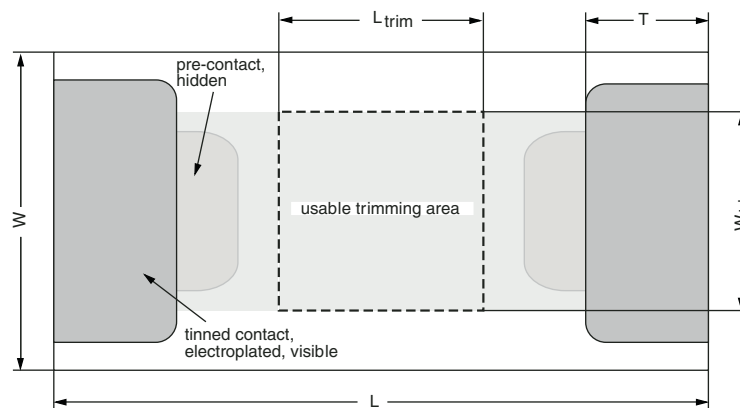 L trim
T
pre-contact,
hidden
usable trimming area
W
tinned contact,
electroplated, visible
L